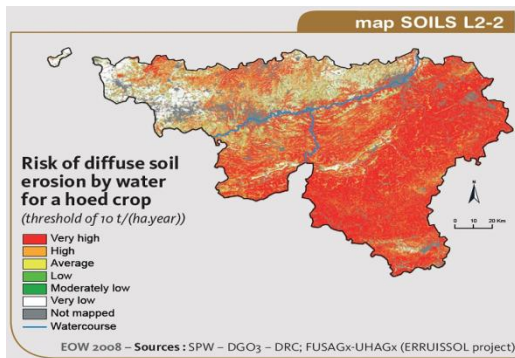 map SOILS L2-2
Risk of diffuse soil
erosion by water
for a hoed crop
(threshold of 10 t/(ha.year))
Very high
High
Average
Low
Moderately low
Very low
Not mapped
Watercourse
N
0 10 20 Km
EOW 2008 – Sources : SPW – DGO3 – DRC; FUSAGx-UHAGx (ERRUISSOL project)